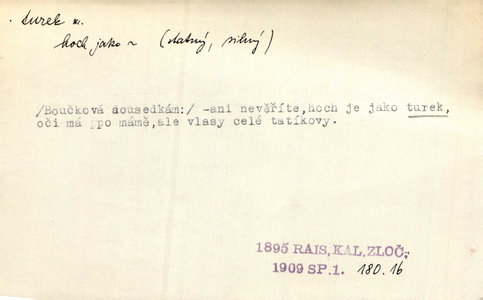 · turek m.
hoch jako ~ (statný, silný)
/Boučková sousedkám:/ -ani nevěříte,hoch je jako turek,
oči má po mámě,ale vlasy celé tatíkovy.
1895 RAIS, KAL. ZLOČ.
1909 SP.1. 180.16